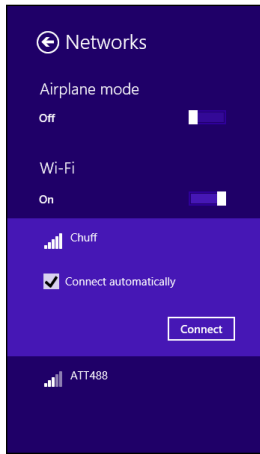 Networks
Airplane mode
Off
Wi-Fi
On
Chuff
Connect automatically
Connect
ATT488